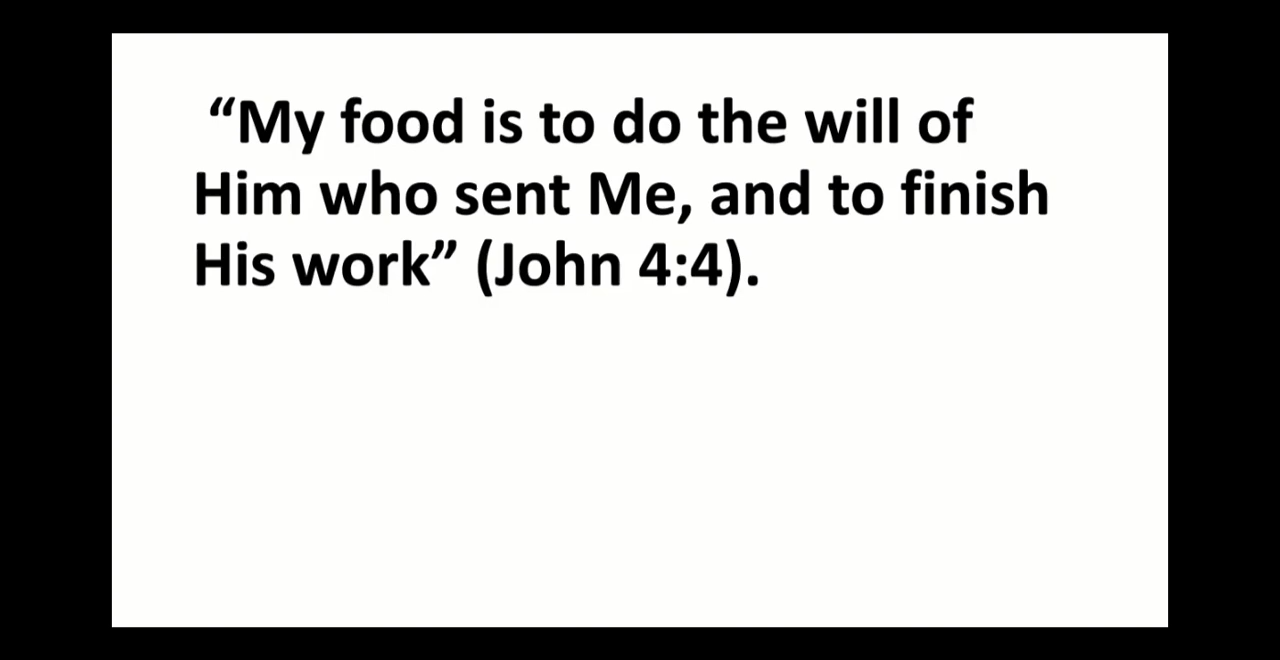 “My food is to do the will of
Him who sent Me, and to finish
His work” (John 4:4).